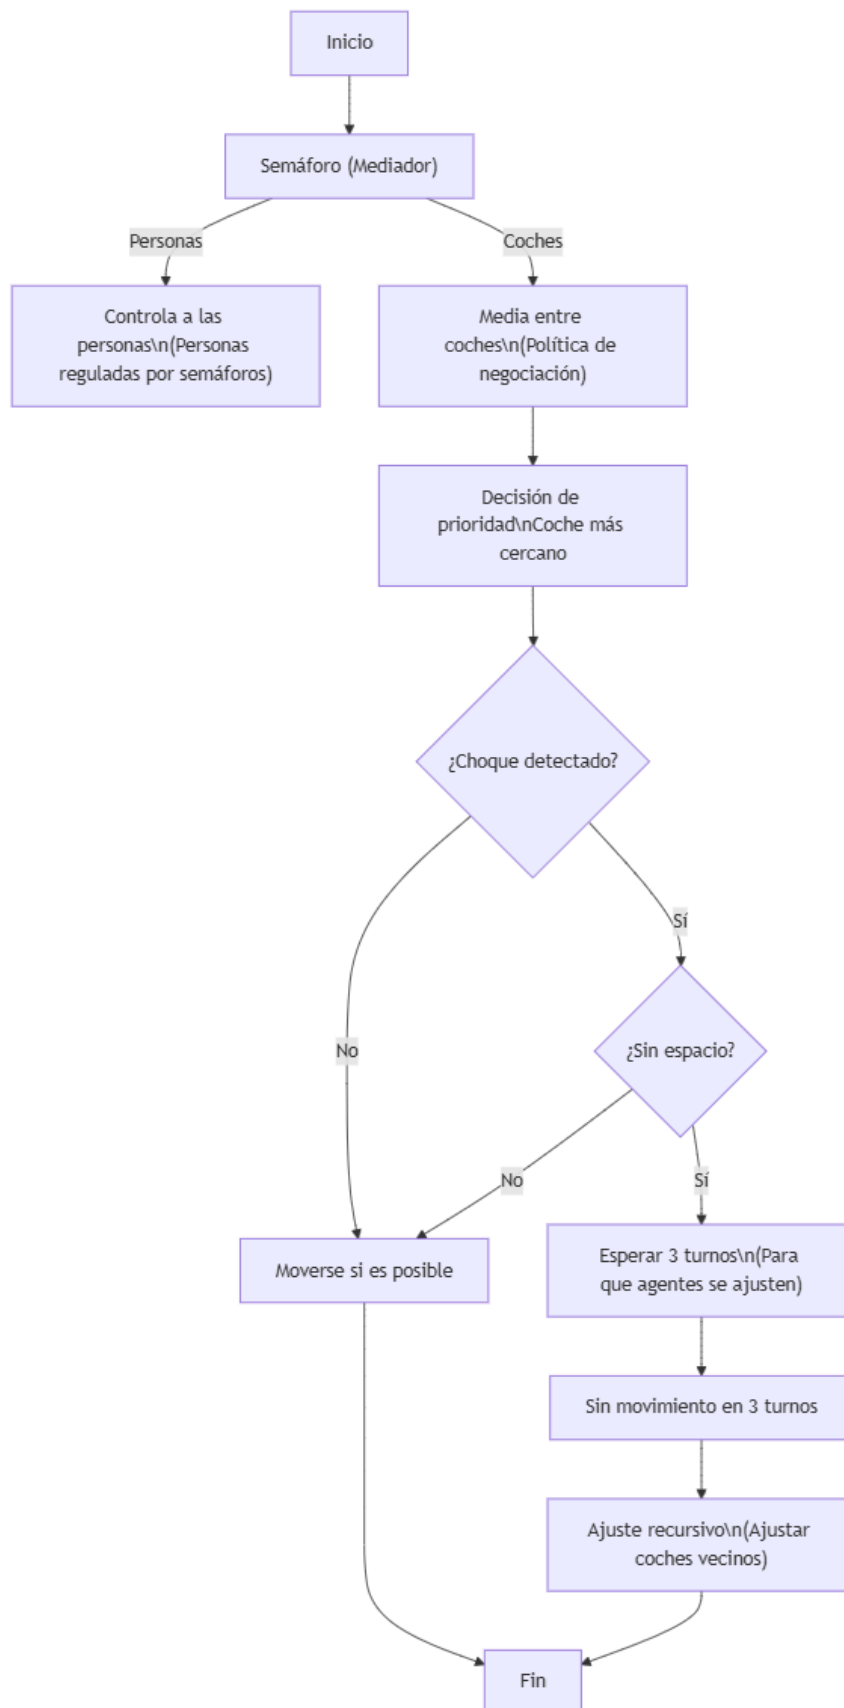 Inicio
Semáforo (Mediador)
Personas
Coches
Controla a las
personas\n(Personas
reguladas por semáforos)
Media entre
coches\n(Política de
negociación)
Decisión de
prioridad\nCoche más
cercano
¿Choque detectado?
Sí
No
¿Sin espacio?
No
Sí
Moverse si es posible
Esperar 3 turnos\n(Para
que agentes se ajusten)
Sin movimiento en 3 turnos
Ajuste recursivo\n(Ajustar
coches vecinos)
Fin